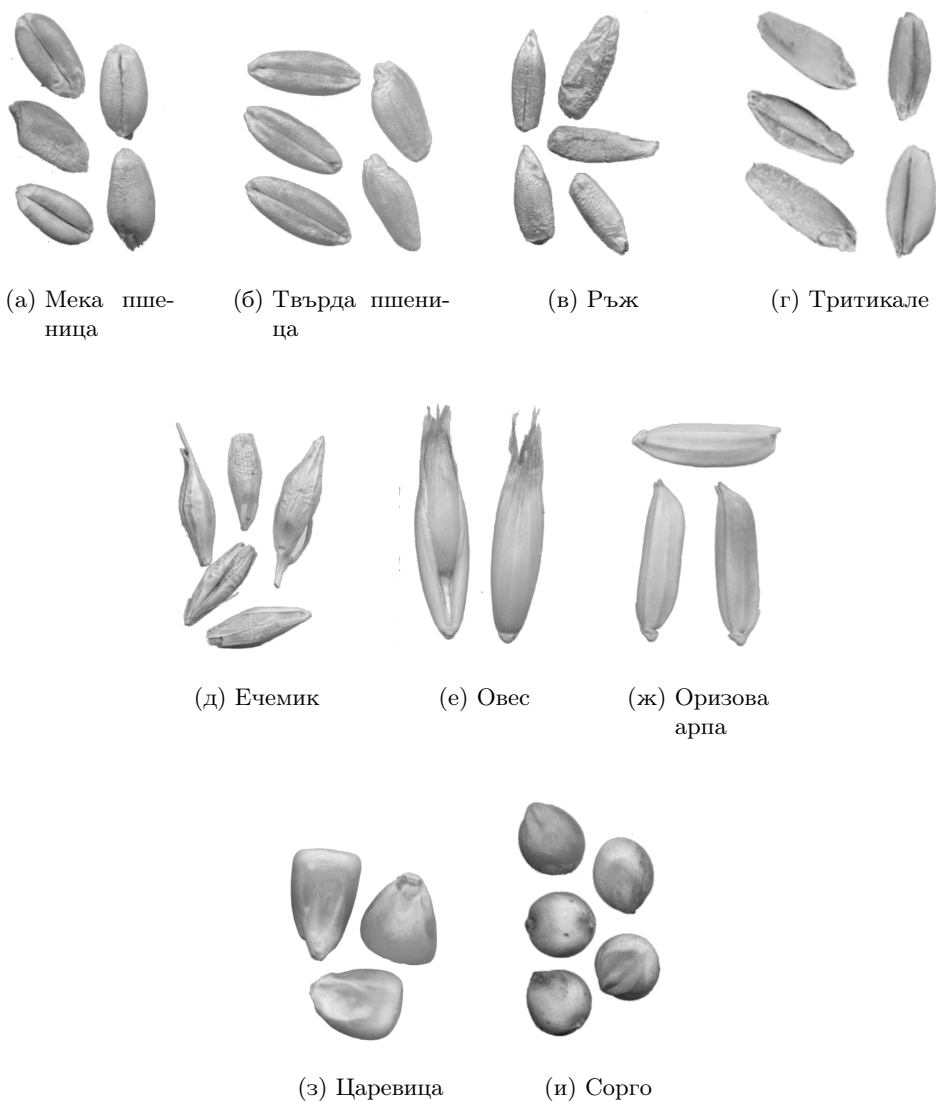 (а) Мека пше-
ница
(б) Твърда пшени-
ца
(в) Ръж
(г) Тритикале
(д) Ечемик
(е) Овес
(ж) Оризова
арпа
(з) Царевица
(и) Сорго